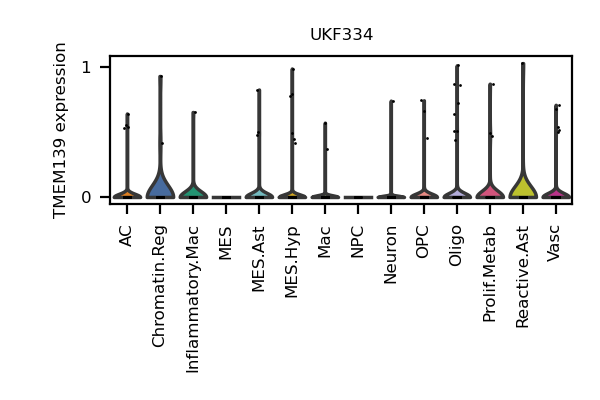 UKF334
TMEM139 expression
1
0
AC
Chromatin.Reg
Inflammatory.Mac
MES
MES.Ast
MES.Hyp
Mac
NPC
Neuron
OPC
Oligo
Prolif.Metab
Reactive.Ast
Vasc